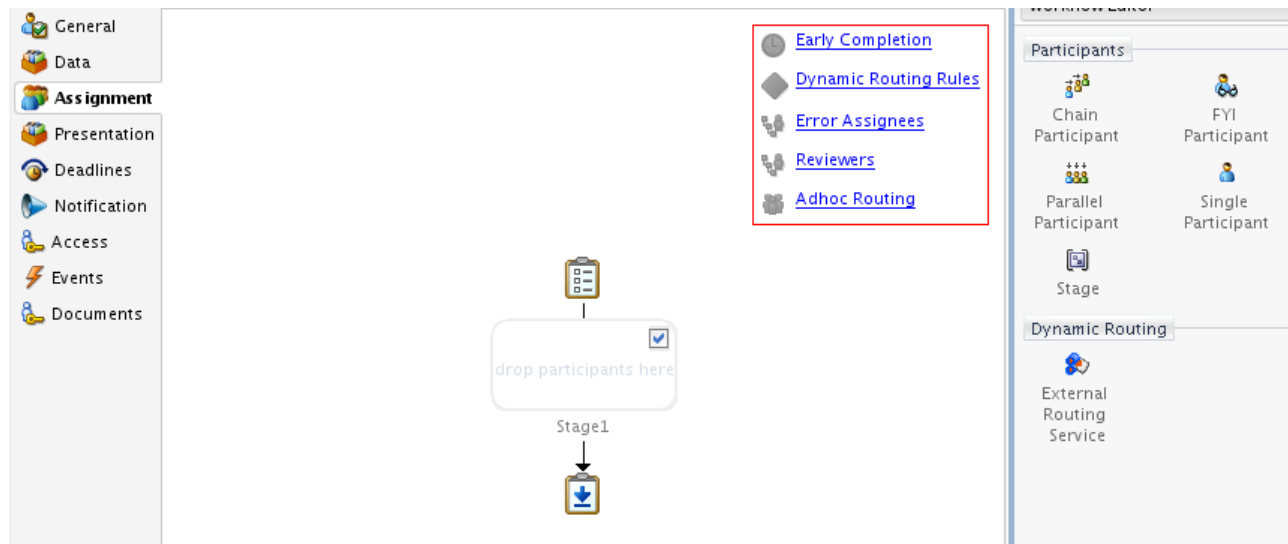 General
Data
Assignment
Presentation
Deadlines
Notification
Access
Events
Documents
Early Completion
Dynamic Routing Rules
Error Assignees
Reviewers
Adhoc Routing
drop participants here
Stage1
Workflow Editor
Participants
Chain
Participant
FYI
Participant
Parallel
Participant
Single
Participant
Stage
Dynamic Routing
External
Routing
Service